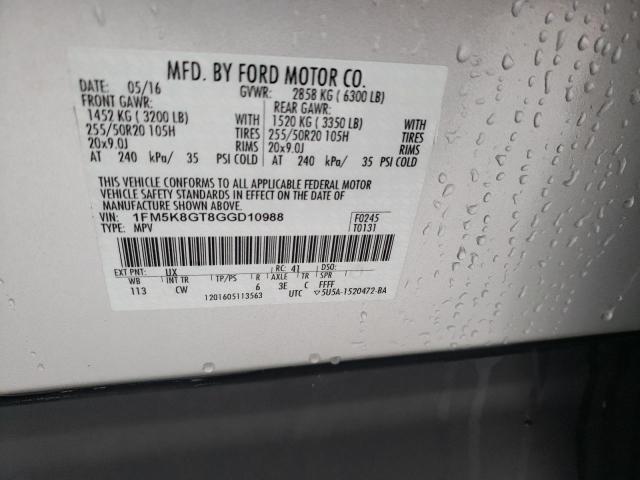 MFD. BY FORD MOTOR CO.
DATE: 05/16 GVWR: 2858 KG ( 6300 LB)
FRONT GAWR: REAR GAWR:
1452 KG ( 3200 LB) WITH 1520 KG ( 3350 LB) WITH
255/50R20 105H TIRES 255/50R20 105H TIRES
20x9.0J RIMS 20x9.0J RIMS
AT 240 kPa/ 35 PSI COLD AT 240 kPa/ 35 PSI COLD
THIS VEHICLE CONFORMS TO ALL APPLICABLE FEDERAL MOTOR
VEHICLE SAFETY STANDARDS IN EFFECT ON THE DATE OF
MANUFACTURE SHOWN ABOVE.
VIN: 1FM5K8GT8GGD10988 F0245
TYPE: MPV T0131
EXT PNT: UX RC: 41 DSO:
WB INT TR TP/PS R AXLE TR SPR
113 CW 6 3E C FFFF
1201605113563 UTC ▽5U5A-1520472-BA